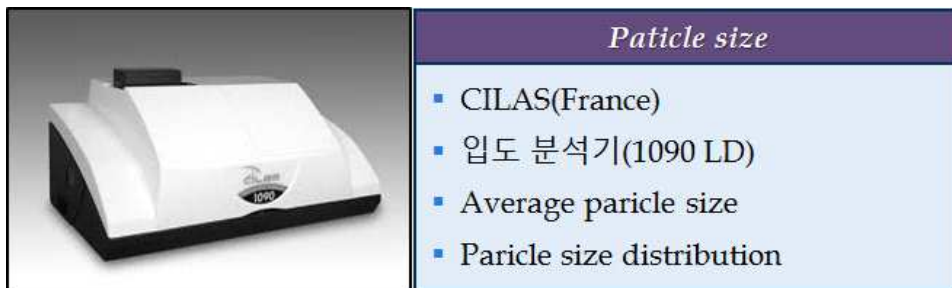 Paticle size
CILAS(France)
입도 분석기(1090 LD)
Average paricle size
Paricle size distribution
1090